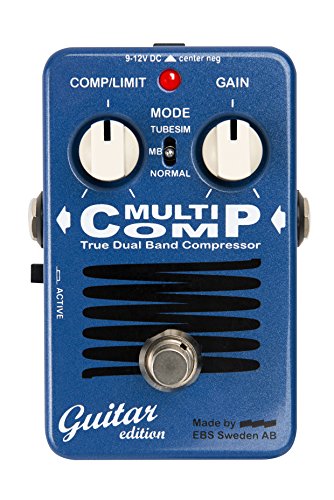 9-12V DC center neg
COMP/LIMIT GAIN
MODE
TUBESIM
MB
NORMAL
MULTI
COMP
True Dual Band Compressor
ACTIVE
Guitar
edition
Made by
EBS Sweden AB